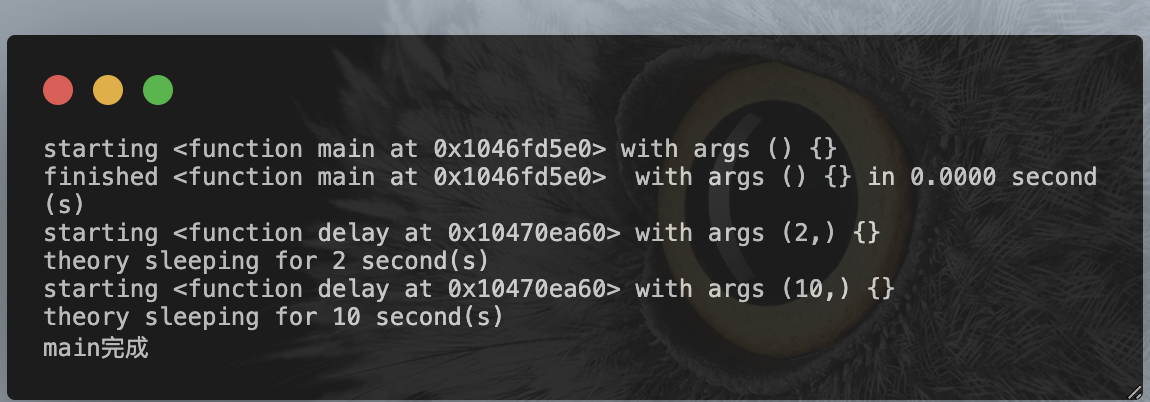 starting <function main at 0x1046fd5e0> with args () {}
finished <function main at 0x1046fd5e0>  with args () {} in 0.0000 second
(s)
starting <function delay at 0x10470ea60> with args (2,) {}
theory sleeping for 2 second(s)
starting <function delay at 0x10470ea60> with args (10,) {}
theory sleeping for 10 second(s)
main完成